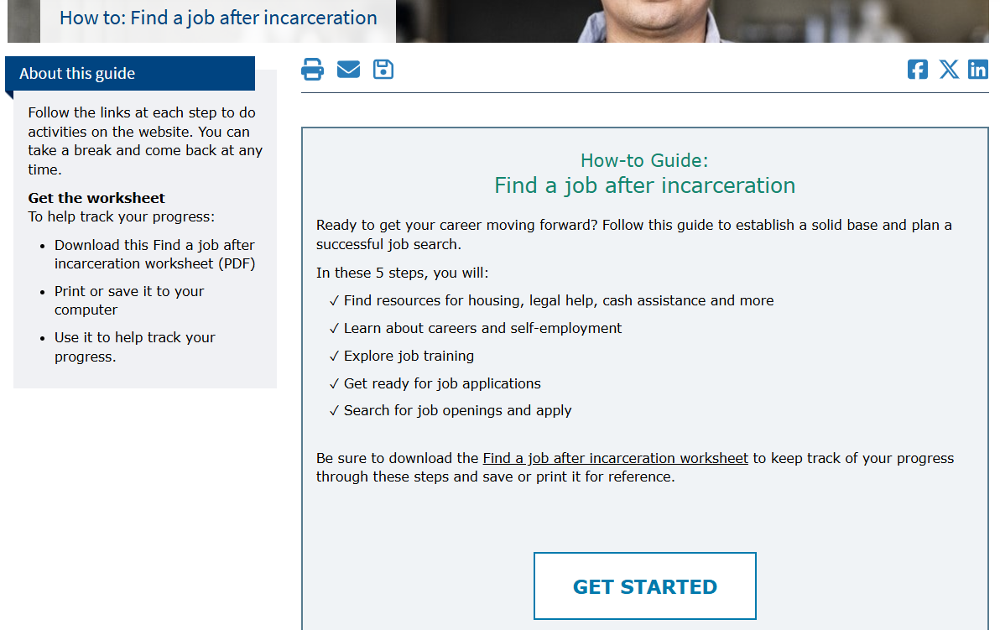 How to: Find a job after incarceration
About this guide
Follow the links at each step to do
activities on the website. You can
take a break and come back at any
time.
Get the worksheet
To help track your progress:
• Download this Find a job after
incarceration worksheet (PDF)
• Print or save it to your
computer
• Use it to help track your
progress.
How-to Guide:
Find a job after incarceration
Ready to get your career moving forward? Follow this guide to establish a solid base and plan a
successful job search.
In these 5 steps, you will:
✓ Find resources for housing, legal help, cash assistance and more
✓ Learn about careers and self-employment
✓ Explore job training
✓ Get ready for job applications
✓ Search for job openings and apply
Be sure to download the Find a job after incarceration worksheet to keep track of your progress
through these steps and save or print it for reference.
GET STARTED